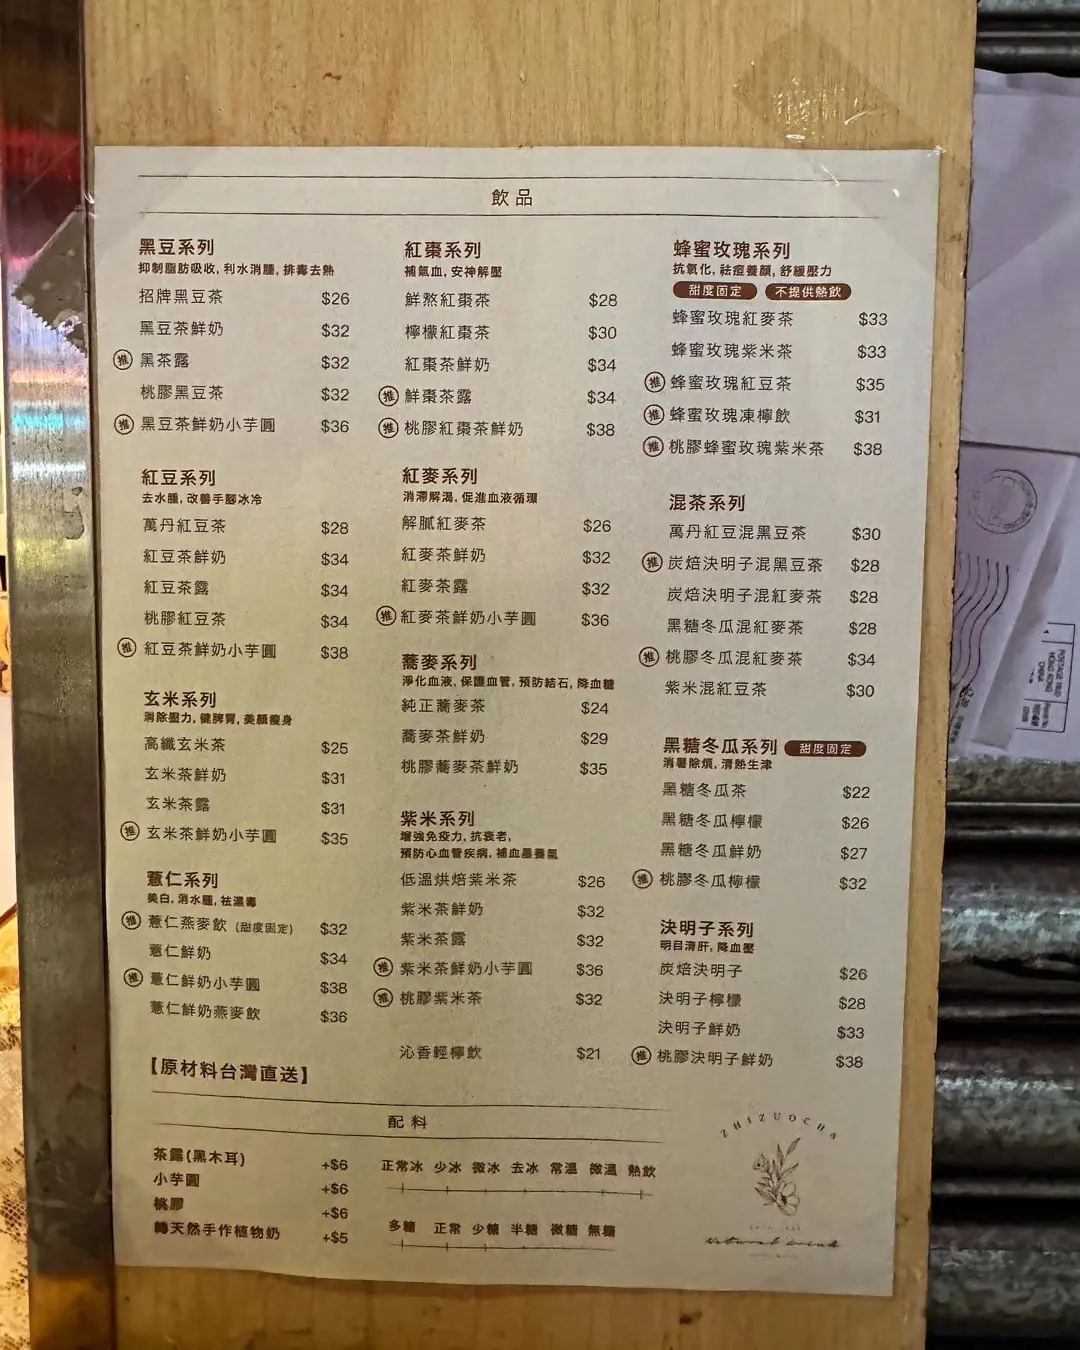 飲品
黑豆系列
抑制脂肪吸收, 利水消腫, 排毒去熱
招牌黑豆茶 $26
黑豆茶鮮奶 $32
推 黑茶露 $32
桃膠黑豆茶 $32
推 黑豆茶鮮奶小芋圓 $36
紅豆系列
去水腫, 改善手腳冰冷
萬丹紅豆茶 $28
紅豆茶鮮奶 $34
紅豆茶露 $34
桃膠紅豆茶 $34
推 紅豆茶鮮奶小芋圓 $38
玄米系列
消除壓力, 健脾胃, 美顏瘦身
高纖玄米茶 $25
玄米茶鮮奶 $31
玄米茶露 $31
推 玄米茶鮮奶小芋圓 $35
薏仁系列
美白, 消水腫, 祛濕毒
推 薏仁燕麥飲 (甜度固定) $32
薏仁鮮奶 $34
推 薏仁鮮奶小芋圓 $38
薏仁鮮奶燕麥飲 $36
【原材料台灣直送】
紅棗系列
補氣血, 安神解壓
鮮熬紅棗茶 $28
檸檬紅棗茶 $30
紅棗茶鮮奶 $34
推 鮮棗茶露 $34
推 桃膠紅棗茶鮮奶 $38
紅麥系列
消滯解渴, 促進血液循環
解膩紅麥茶 $26
紅麥茶鮮奶 $32
紅麥茶露 $32
推 紅麥茶鮮奶小芋圓 $36
蕎麥系列
淨化血液, 保護血管, 預防結石, 降血糖
純正蕎麥茶 $24
蕎麥茶鮮奶 $29
桃膠蕎麥茶鮮奶 $35
紫米系列
增強免疫力, 抗衰老,
預防心血管疾病, 補血益養氣
低溫烘焙紫米茶 $26
紫米茶鮮奶 $32
紫米茶露 $32
推 紫米茶鮮奶小芋圓 $36
推 桃膠紫米茶 $32
沁香輕檸飲 $21
蜂蜜玫瑰系列
抗氧化, 祛痘養顏, 舒緩壓力
甜度固定 不提供熱飲
蜂蜜玫瑰紅麥茶 $33
蜂蜜玫瑰紫米茶 $33
推 蜂蜜玫瑰紅豆茶 $35
推 蜂蜜玫瑰凍檸飲 $31
推 桃膠蜂蜜玫瑰紫米茶 $38
混茶系列
萬丹紅豆混黑豆茶 $30
推 炭焙決明子混黑豆茶 $28
炭焙決明子混紅麥茶 $28
黑糖冬瓜混紅麥茶 $28
推 桃膠冬瓜混紅麥茶 $34
紫米混紅豆茶 $30
黑糖冬瓜系列 甜度固定
消暑除煩, 清熱生津
黑糖冬瓜茶 $22
黑糖冬瓜檸檬 $26
黑糖冬瓜鮮奶 $27
推 桃膠冬瓜檸檬 $32
決明子系列
明目清肝, 降血壓
炭焙決明子 $26
決明子檸檬 $28
決明子鮮奶 $33
推 桃膠決明子鮮奶 $38
配料
茶露(黑木耳) +$6
小芋圓 +$6
桃膠 +$6
轉天然手作植物奶 +$5
正常冰 少冰 微冰 去冰 常溫 微溫 熱飲
多糖 正常 少糖 半糖 微糖 無糖
ZHIZUOCHA
Natural drink
POSTAGE PAID
HONG KONG
CHINA